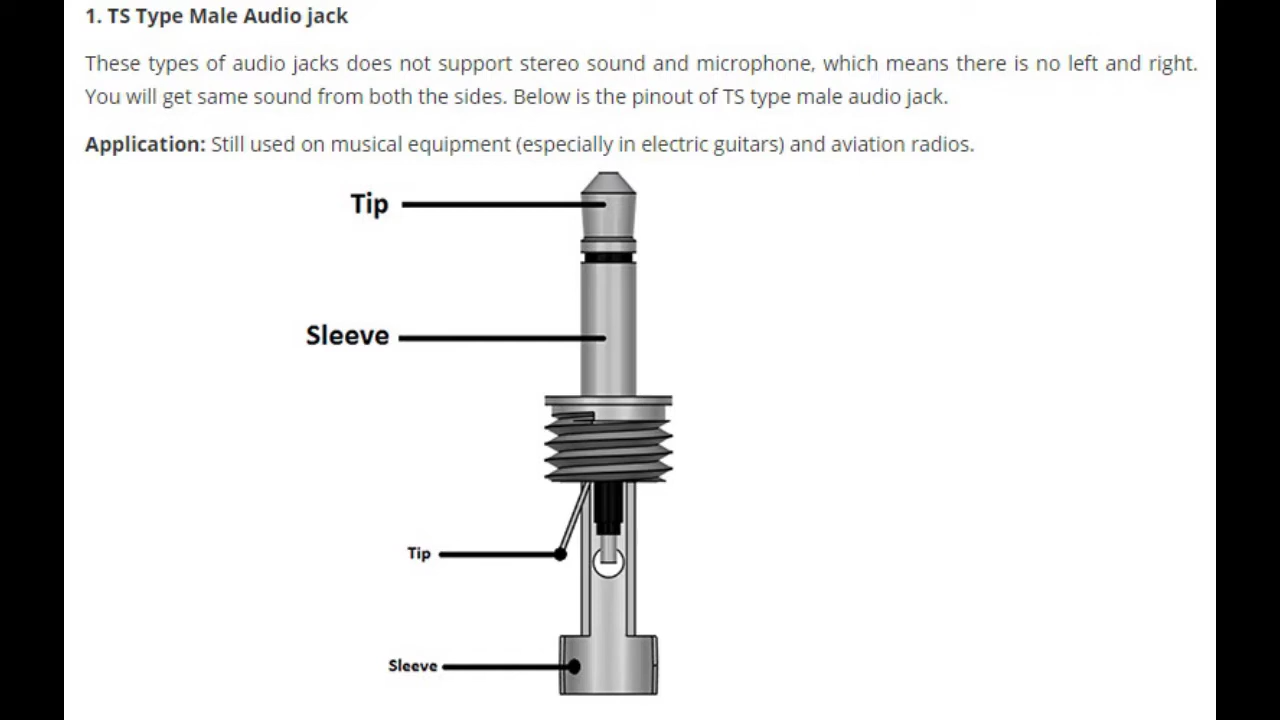 1. TS Type Male Audio jack
These types of audio jacks does not support stereo sound and microphone, which means there is no left and right.
You will get same sound from both the sides. Below is the pinout of TS type male audio jack.
Application: Still used on musical equipment (especially in electric guitars) and aviation radios.
Tip
Sleeve
Tip
Sleeve